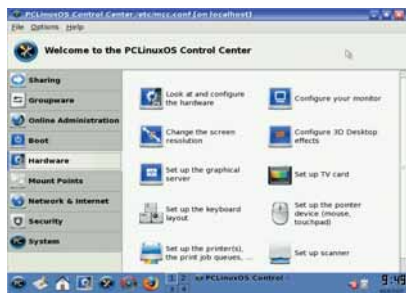 PCLinuxOS Control Center /etc/mcc.conf [on localhost]
File Options Help
Welcome to the PCLinuxOS Control Center
Sharing
Groupware
Online Administration
Boot
Hardware
Mount Points
Network & Internet
Security
System
Look at and configure
the hardware
Configure your monitor
Change the screen
resolution
Configure 3D Desktop
effects
Set up the graphical
server
Set up TV card
Set up the keyboard
layout
Set up the pointer
device (mouse,
touchpad)
Set up the printer(s),
the print job queues, ...
Set up scanner
1 2
3 4
PCLinuxOS Control
9:49